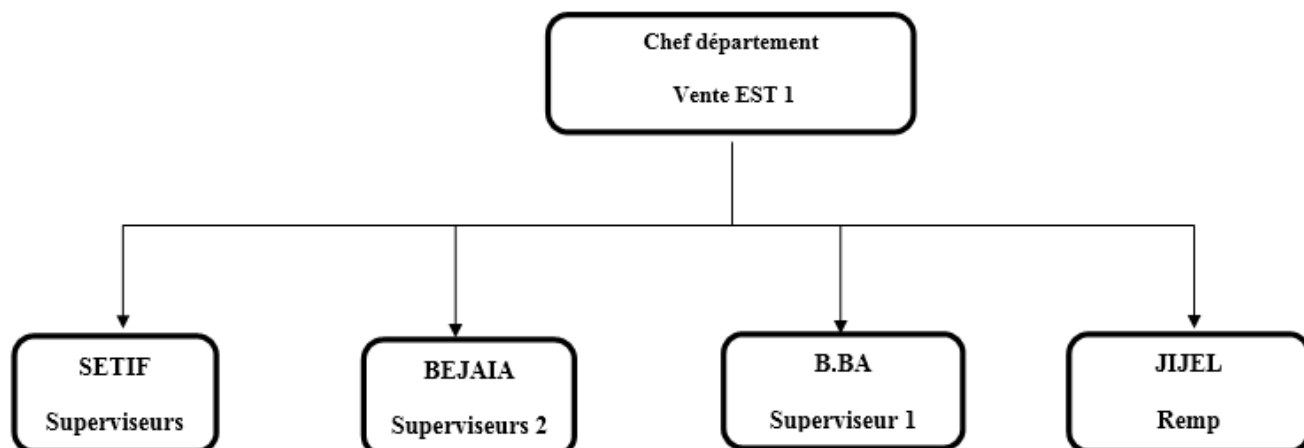 Chef département
Vente EST 1
SETIF
Superviseurs
BEJAIA
Superviseurs 2
B.BA
Superviseur 1
JIJEL
Remp